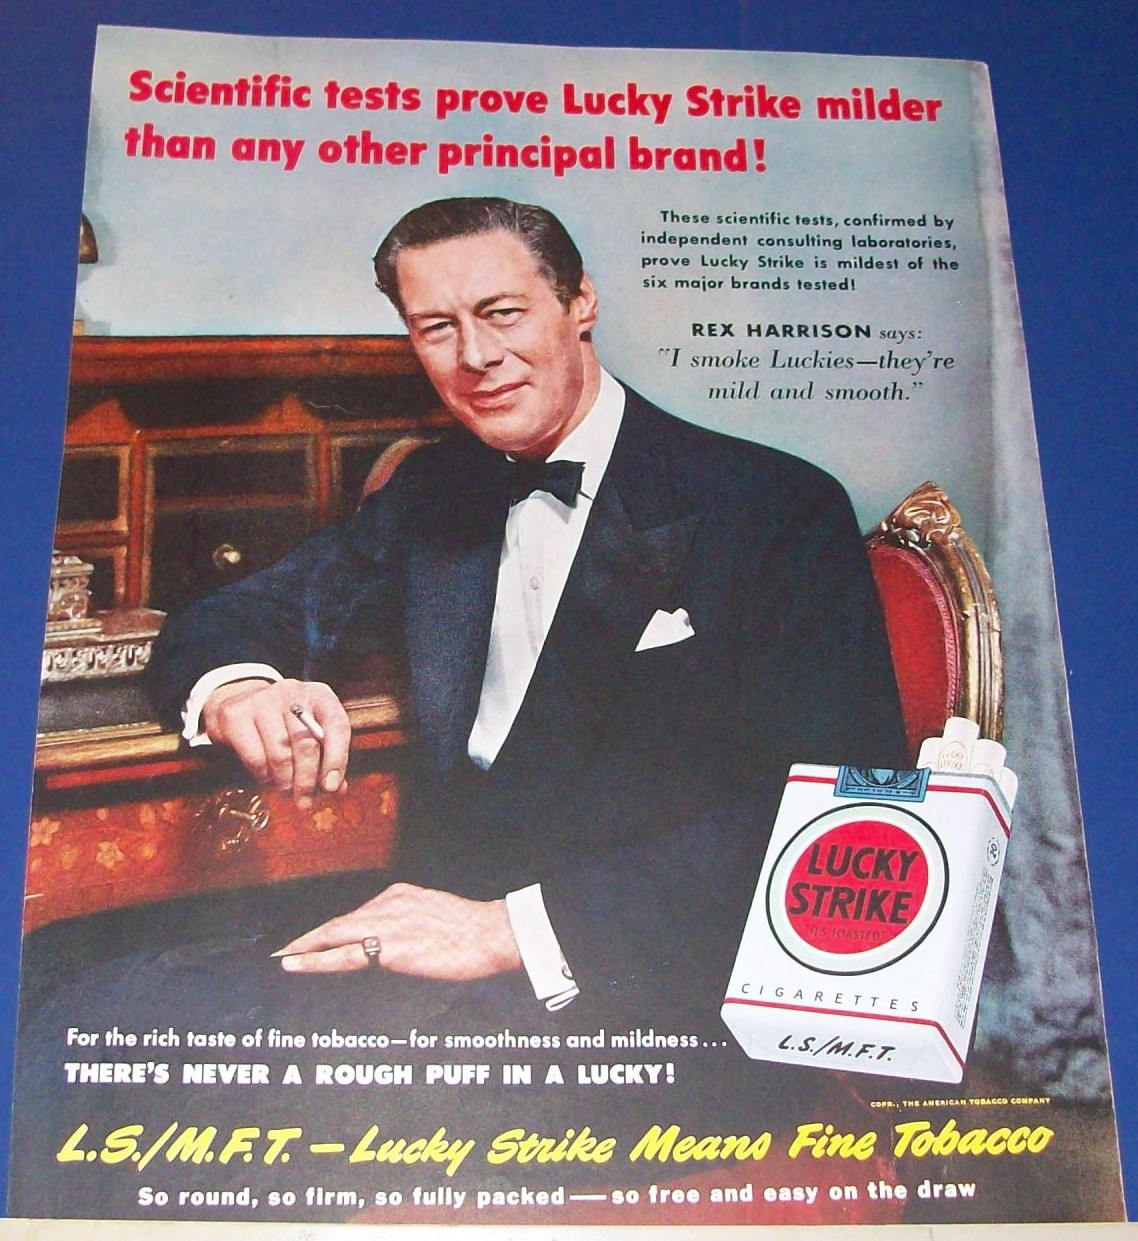 Scientific tests prove Lucky Strike milder
than any other principal brand!
These scientific tests, confirmed by
independent consulting laboratories,
prove Lucky Strike is mildest of the
six major brands tested!
REX HARRISON says:
"I smoke Luckies—they're
mild and smooth."
LUCKY
STRIKE
20
LUCKY
STRIKE
"IT'S TOASTED"
CIGARETTES
L.S./M.F.T.
For the rich taste of fine tobacco—for smoothness and mildness...
THERE'S NEVER A ROUGH PUFF IN A LUCKY!
COPR., THE AMERICAN TOBACCO COMPANY
L.S./M.F.T. — Lucky Strike Means Fine Tobacco
So round, so firm, so fully packed — so free and easy on the draw